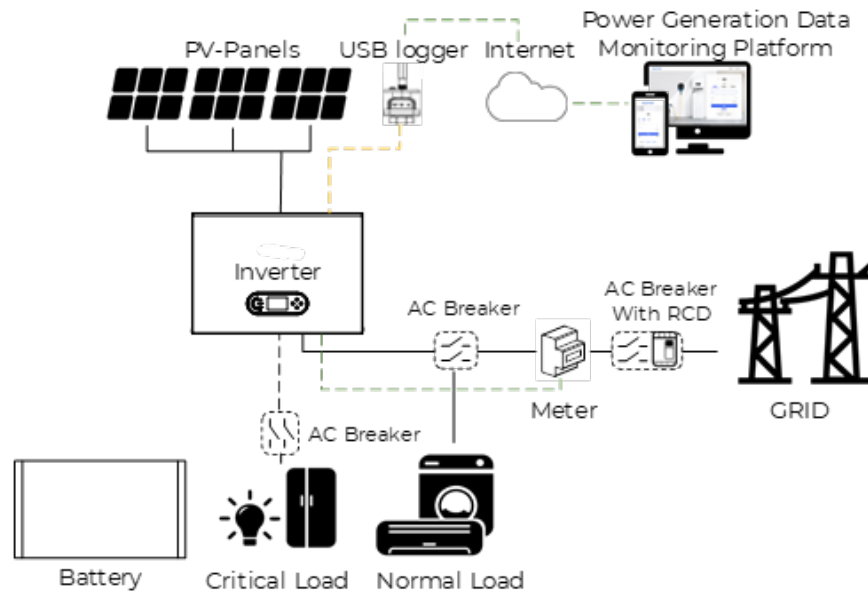 Power Generation Data
Monitoring Platform
PV-Panels
USB logger
Internet
Inverter
AC Breaker
AC Breaker
With RCD
Meter
GRID
AC Breaker
Battery
Critical Load
Normal Load